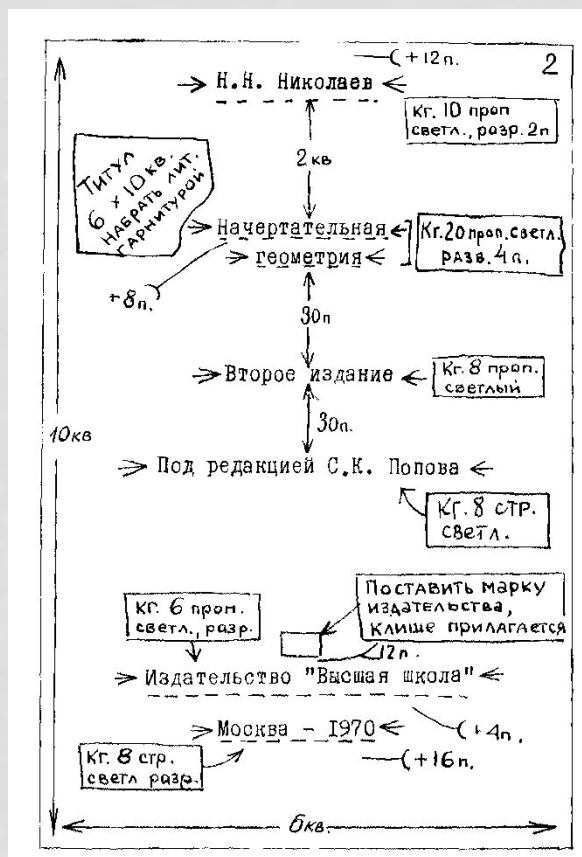 (+12п.
2
Н.Н. Николаев
Кг. 10 проп
светл., разр. 2п
2 кв
Титул
6 х 10 кв.
набрать лит.
гарнитурой
Начертательная
геометрия
Кг. 20 проп. светл.
разв. 4п.
+8п.
30п
Второе издание
Кг. 8 проп.
светлый
30п.
10кв
Под редакцией С.К. Попова
Кг. 8 стр.
светл.
Кг. 6 проп.
светл., разр.
Поставить марку
издательства,
клише прилагается
12п.
Издательство "Высшая школа"
(+4п.
Москва - 1970
(+16п.
Кг. 8 стр.
светл разр.
6кв.